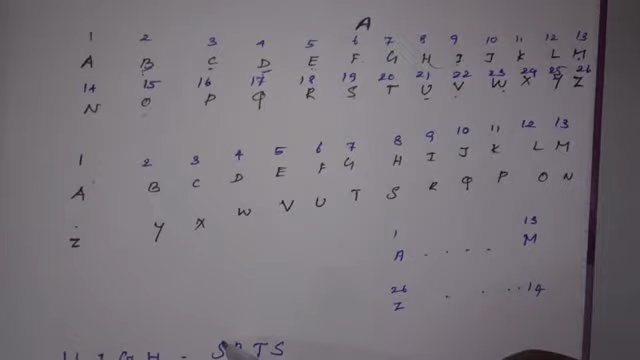 A
1 2 3 4 5 6 7 8 9 10 11 12 13
A B C D E F G H I J K L M
14 15 16 17 18 19 20 21 22 23 24 25 26
N O P Q R S T U V W X Y Z
1 2 3 4 5 6 7 8 9 10 11 12 13
A B C D E F G H I J K L M
Z Y X W V U T S R Q P O N
1 13
A . . . . M
26
Z . . . . 14